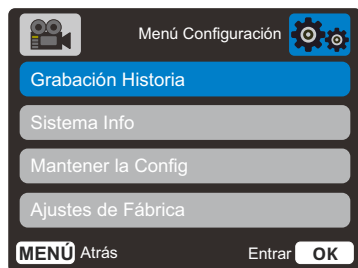 Menú Configuración
Grabación Historia
Sistema Info
Mantener la Config
Ajustes de Fábrica
MENÚ Atrás Entrar OK